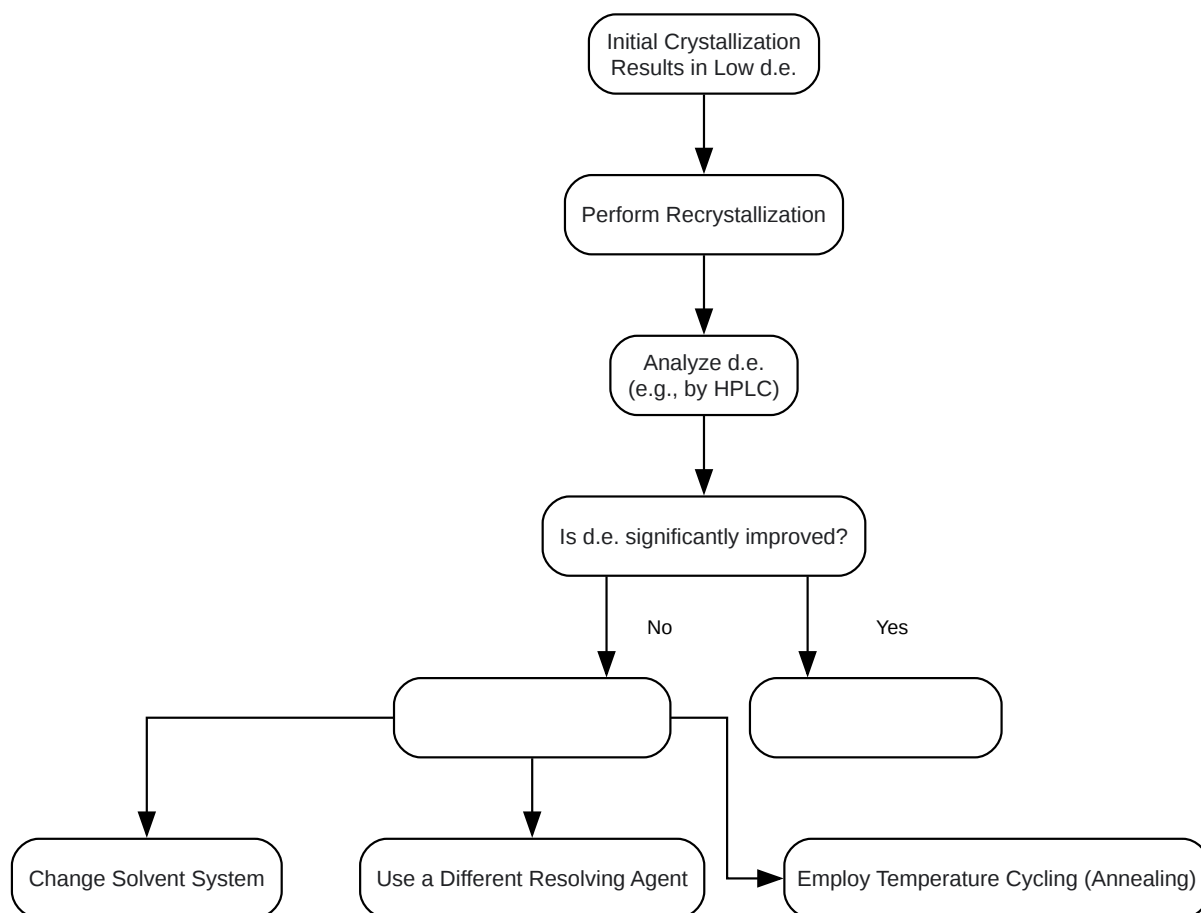 Initial Crystallization
Results in Low d.e.
Perform Recrystallization
Analyze d.e.
(e.g., by HPLC)
Is d.e. significantly improved?
No
Yes
Change Solvent System
Use a Different Resolving Agent
Employ Temperature Cycling (Annealing)